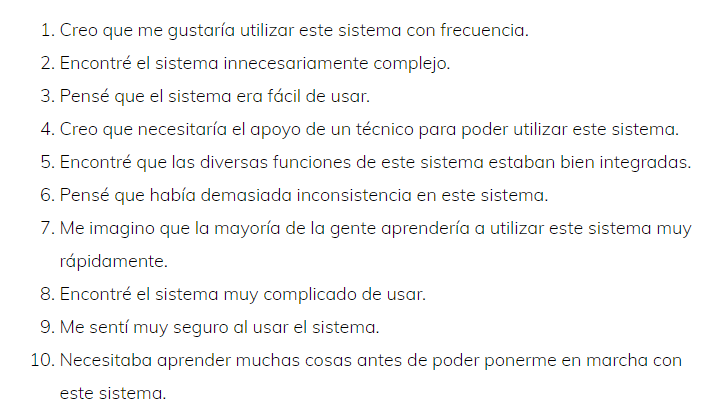 1. Creo que me gustaría utilizar este sistema con frecuencia.
2. Encontré el sistema innecesariamente complejo.
3. Pensé que el sistema era fácil de usar.
4. Creo que necesitaría el apoyo de un técnico para poder utilizar este sistema.
5. Encontré que las diversas funciones de este sistema estaban bien integradas.
6. Pensé que había demasiada inconsistencia en este sistema.
7. Me imagino que la mayoría de la gente aprendería a utilizar este sistema muy
rápidamente.
8. Encontré el sistema muy complicado de usar.
9. Me sentí muy seguro al usar el sistema.
10. Necesitaba aprender muchas cosas antes de poder ponerme en marcha con
este sistema.